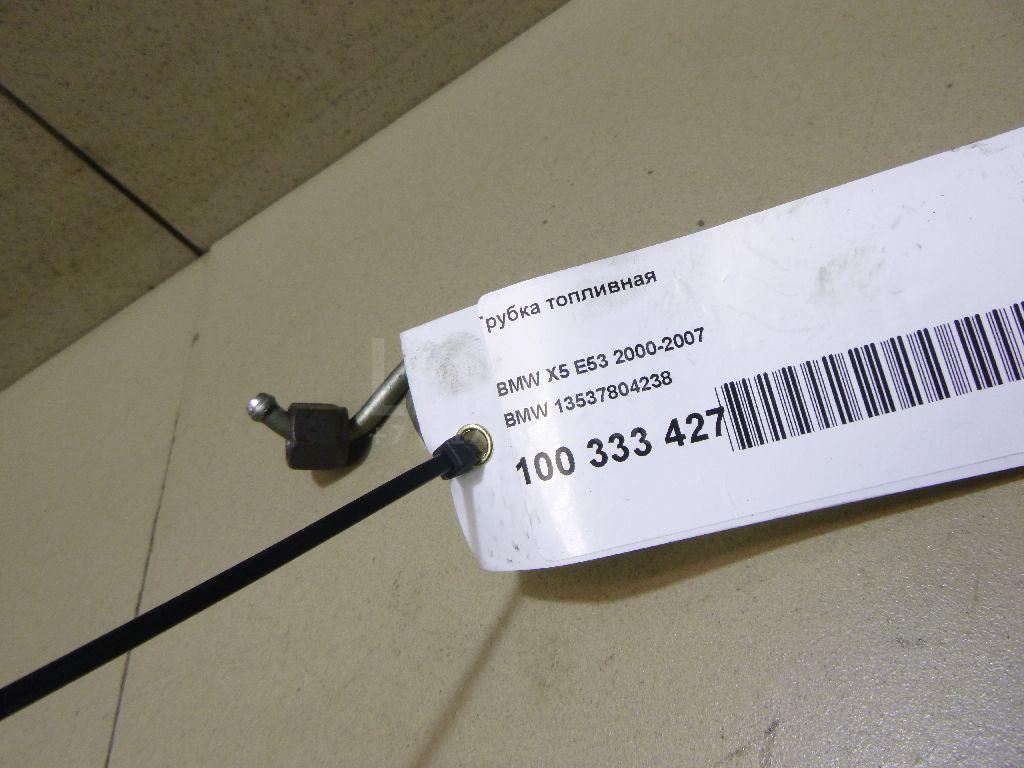 Трубка топливная
BMW X5 E53 2000-2007
BMW 13537804238
100 333 427